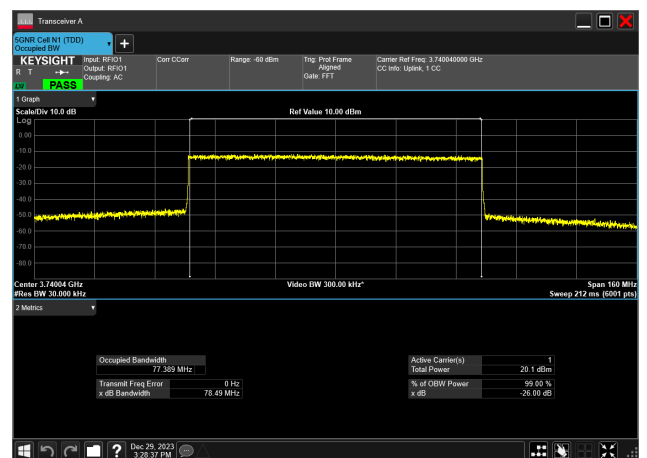 Transceiver A
5GNR Cell N1 (TDD)
Occupied BW
KEYSIGHT
R T
LV
PASS
Input: RFIO1
Output: RFIO1
Coupling: AC
Corr CCorr
Range: -60 dBm
Trig: Prot Frame
Aligned
Gate: FFT
Carrier Ref Freq: 3.740040000 GHz
CC Info: Uplink, 1 CC
1 Graph
Scale/Div 10.0 dB
Ref Value 10.00 dBm
Log
0.00
-10.0
-20.0
-30.0
-40.0
-50.0
-60.0
-70.0
-80.0
Center 3.74004 GHz
Video BW 300.00 kHz*
Span 160 MHz
#Res BW 30.000 kHz
Sweep 212 ms (6001 pts)
2 Metrics
Occupied Bandwidth
77.389 MHz
Transmit Freq Error 0 Hz
x dB Bandwidth 78.49 MHz
Active Carrier(s) 1
Total Power 20.1 dBm
% of OBW Power 99.00 %
x dB -26.00 dB
?
Dec 29, 2023
3:28:37 PM